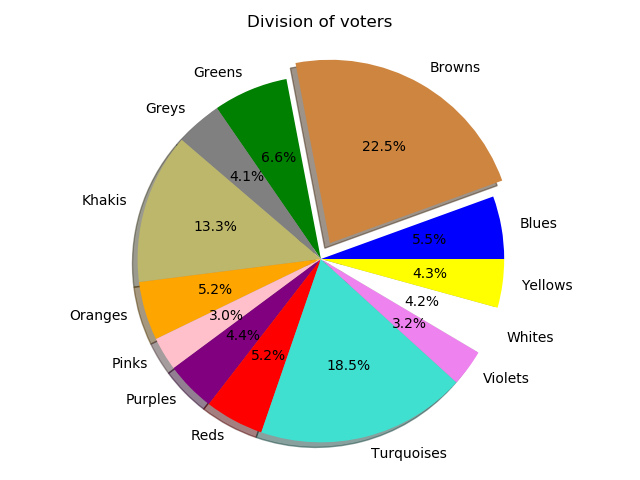 Division of voters
Browns
22.5%
Greens
6.6%
Greys
4.1%
Khakis
13.3%
Oranges
5.2%
Pinks
3.0%
Purples
4.4%
Reds
5.2%
Turquoises
18.5%
Violets
3.2%
Whites
4.2%
Yellows
4.3%
Blues
5.5%